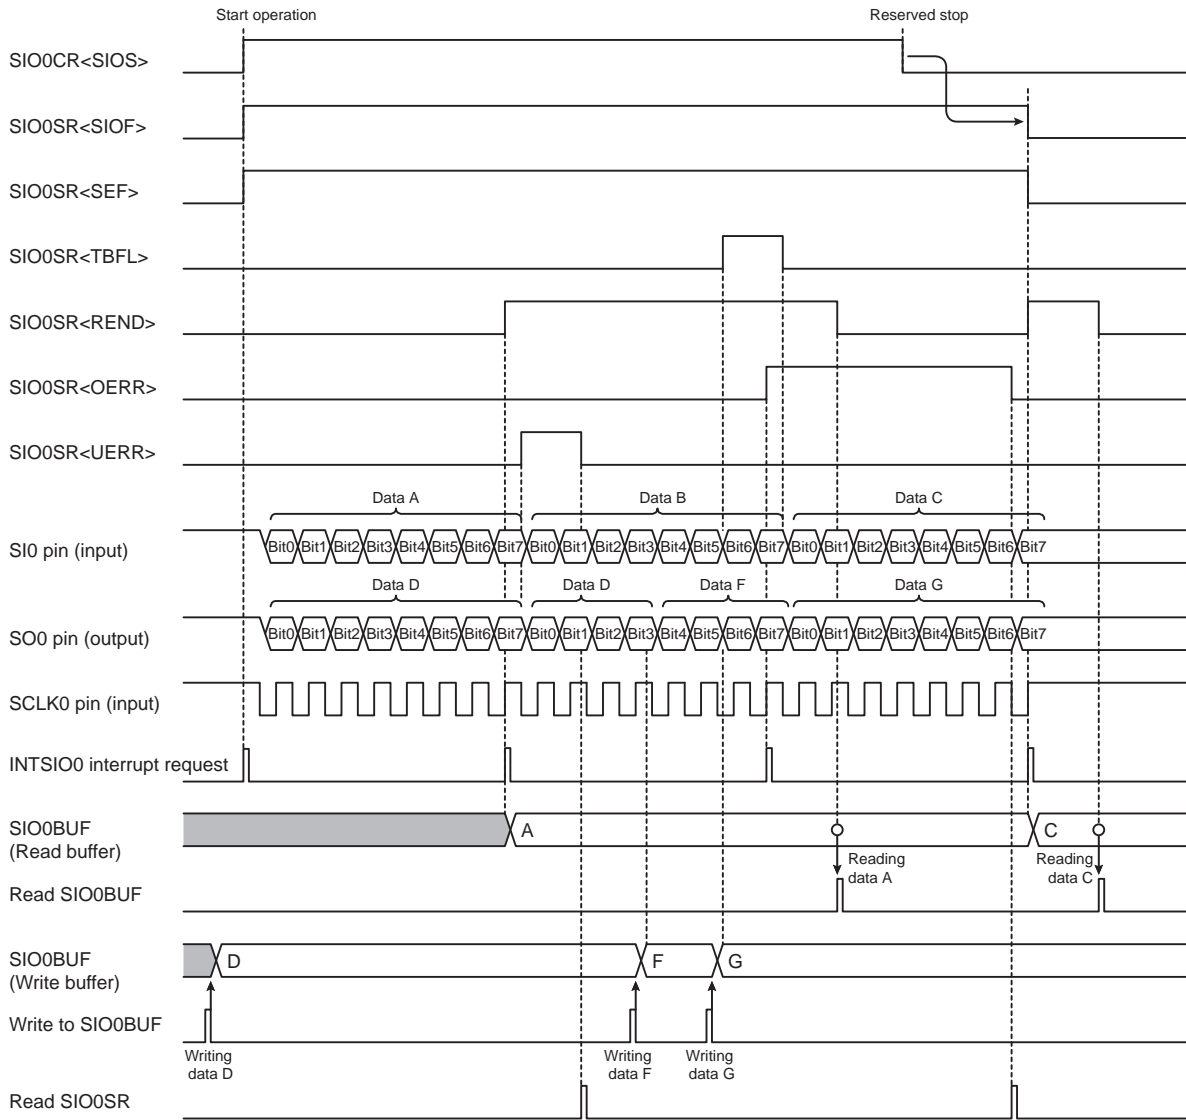 Start operation Reserved stop
SIO0CR<SIOS>
SIO0SR<SIOF>
SIO0SR<SEF>
SIO0SR<TBFL>
SIO0SR<REND>
SIO0SR<OERR>
SIO0SR<UERR>
Data A Data B Data C
SI0 pin (input) Bit0 Bit1 Bit2 Bit3 Bit4 Bit5 Bit6 Bit7 Bit0 Bit1 Bit2 Bit3 Bit4 Bit5 Bit6 Bit7 Bit0 Bit1 Bit2 Bit3 Bit4 Bit5 Bit6 Bit7
Data D Data D Data F Data G
SO0 pin (output) Bit0 Bit1 Bit2 Bit3 Bit4 Bit5 Bit6 Bit7 Bit0 Bit1 Bit2 Bit3 Bit4 Bit5 Bit6 Bit7 Bit0 Bit1 Bit2 Bit3 Bit4 Bit5 Bit6 Bit7
SCLK0 pin (input)
INTSIO0 interrupt request
SIO0BUF A C
(Read buffer)
Reading Reading
data A data C
Read SIO0BUF
SIO0BUF D F G
(Write buffer)
Write to SIO0BUF
Writing Writing Writing
data D data F data G
Read SIO0SR